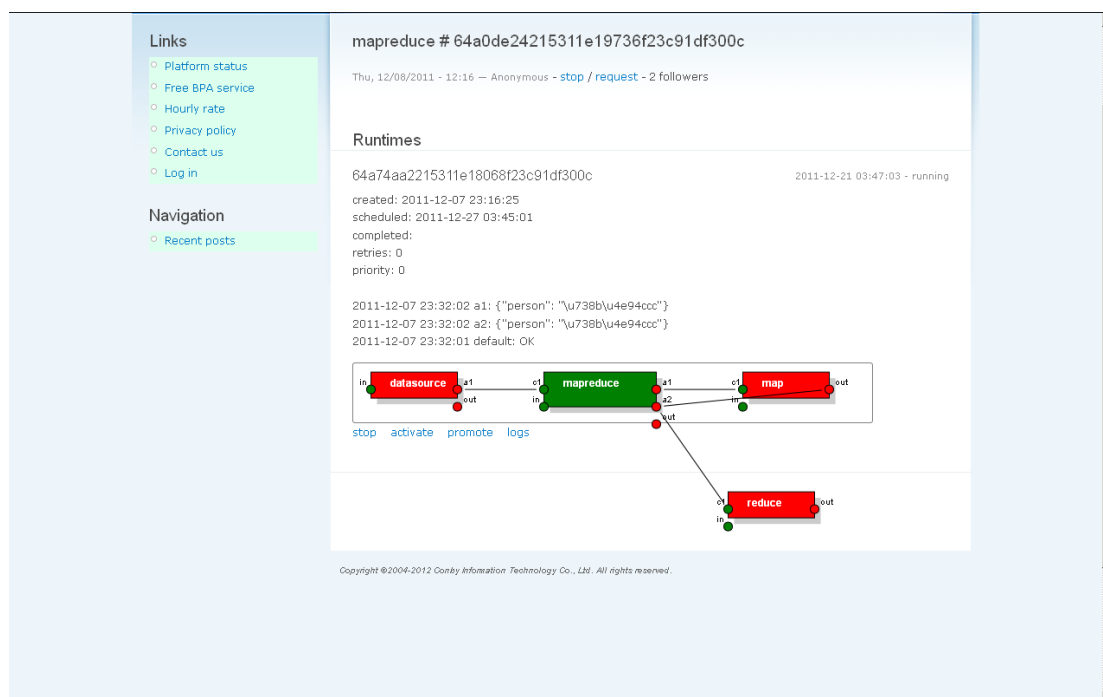 Links
Platform status
Free BPA service
Hourly rate
Privacy policy
Contact us
Log in
Navigation
Recent posts
mapreduce # 64a0de24215311e19736f23c91df300c
Thu, 12/08/2011 - 12:16 — Anonymous - stop / request - 2 followers
Runtimes
64a74aa2215311e18068f23c91df300c
2011-12-21 03:47:03 - running
created: 2011-12-07 23:16:25
scheduled: 2011-12-27 03:45:01
completed:
retries: 0
priority: 0
2011-12-07 23:32:02 a1: {"person": "\u738b\u4e94ccc"}
2011-12-07 23:32:02 a2: {"person": "\u738b\u4e94ccc"}
2011-12-07 23:32:01 default: OK
in datasource a1 c1 mapreduce a1 c1 map out
out in a2 in
out
stop activate promote logs
c1 reduce out
in
Copyright ©2004-2012 Conby Information Technology Co., Ltd. All rights reserved.